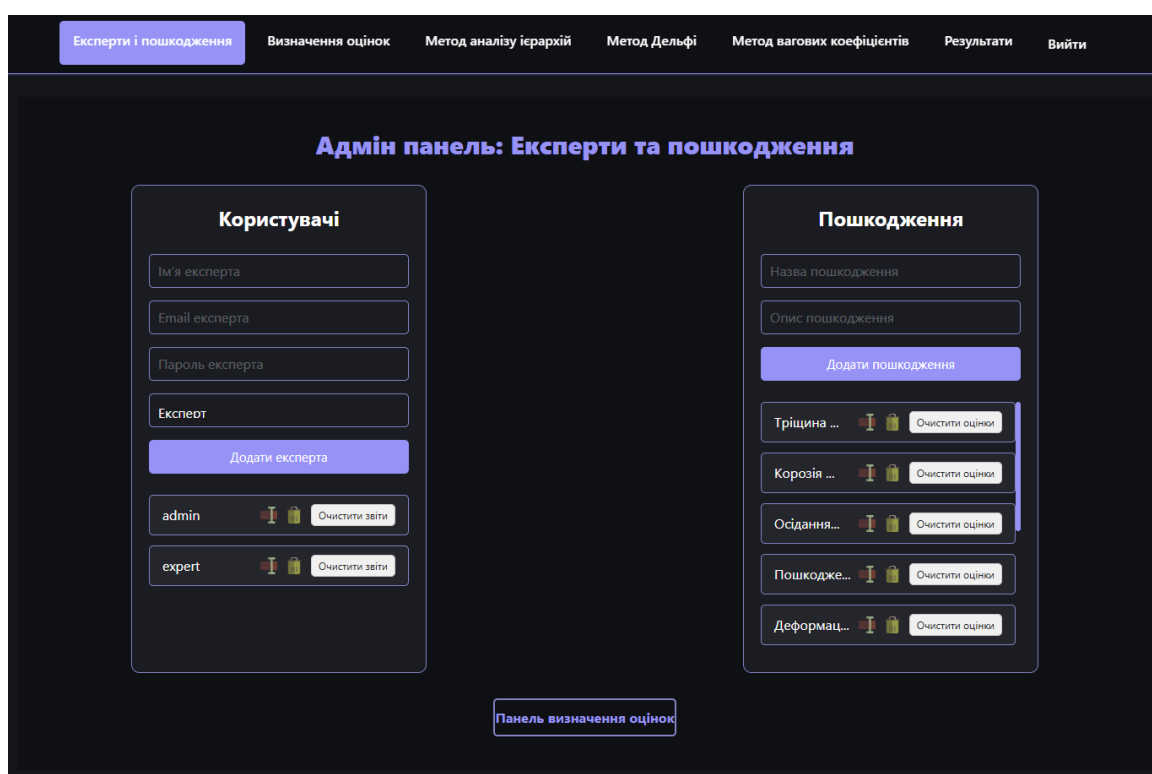 Експерти і пошкодження Визначення оцінок Метод аналізу ієрархій Метод Дельфі Метод вагових коефіцієнтів Результати Вийти
Адмін панель: Експерти та пошкодження
Користувачі
Ім'я експерта
Email експерта
Пароль експерта
Експерт
Додати експерта
admin Очистити звіти
expert Очистити звіти
Пошкодження
Назва пошкодження
Опис пошкодження
Додати пошкодження
Тріщина ... Очистити оцінки
Корозія ... Очистити оцінки
Осідання... Очистити оцінки
Пошкодже... Очистити оцінки
Деформац... Очистити оцінки
Панель визначення оцінок